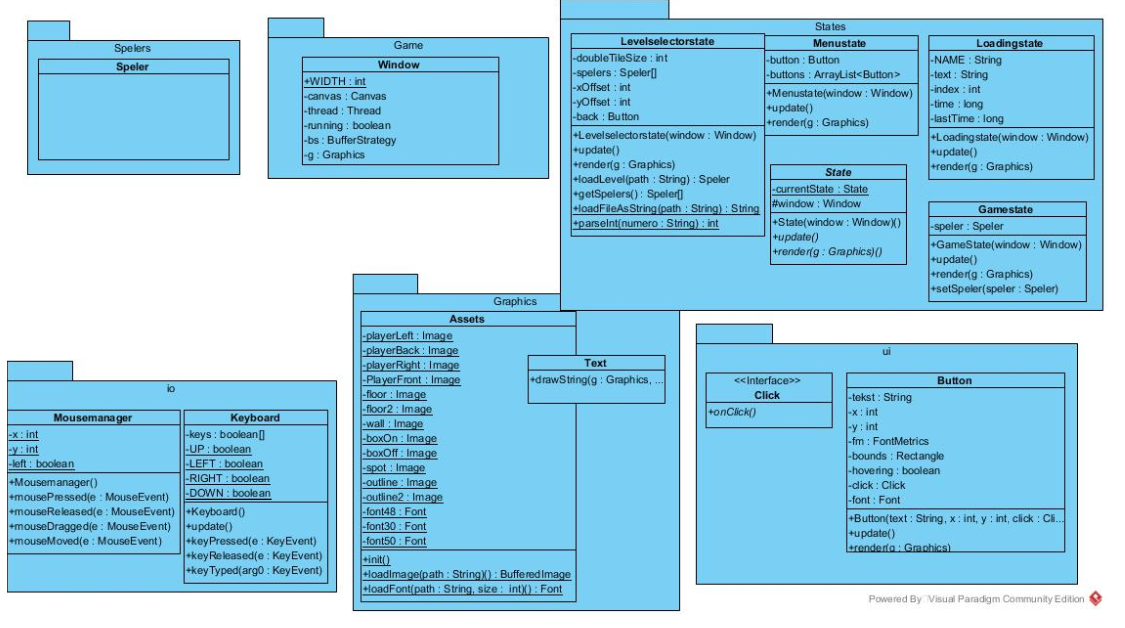 Spelers
Speler
Game
Window
+WIDTH : int
-canvas : Canvas
-thread : Thread
-running : boolean
-bs : BufferStrategy
-g : Graphics
States
Levelselectorstate
-doubleTileSize : int
-spelers : Speler[]
-xOffset : int
-yOffset : int
-back : Button
+Levelselectorstate(window : Window)
+update()
+render(g : Graphics)
+loadLevel(path : String) : Speler
+getSpelers() : Speler[]
+loadFileAsString(path : String) : String
+parseInt(numero : String) : int
Menustate
-button : Button
-buttons : ArrayList<Button>
+Menustate(window : Window)
+update()
+render(g : Graphics)
State
-currentState : State
#window : Window
+State(window : Window)()
+update()
+render(g : Graphics)()
Loadingstate
-NAME : String
-text : String
-index : int
-time : long
-lastTime : long
+Loadingstate(window : Window)
+update()
+render(g : Graphics)
Gamestate
-speler : Speler
+GameState(window : Window)
+update()
+render(g : Graphics)
+setSpeler(speler : Speler)
io
Mousemanager
-x : int
-y : int
-left : boolean
+Mousemanager()
+mousePressed(e : MouseEvent)
+mouseReleased(e : MouseEvent)
+mouseDragged(e : MouseEvent)
+mouseMoved(e : MouseEvent)
Keyboard
-keys : boolean[]
-UP : boolean
-LEFT : boolean
-RIGHT : boolean
-DOWN : boolean
+Keyboard()
+update()
+keyPressed(e : KeyEvent)
+keyReleased(e : KeyEvent)
+keyTyped(arg0 : KeyEvent)
Graphics
Assets
-playerLeft : Image
-playerBack : Image
-playerRight : Image
-PlayerFront : Image
-floor : Image
-floor2 : Image
-wall : Image
-boxOn : Image
-boxOff : Image
-spot : Image
-outline : Image
-outline2 : Image
-font48 : Font
-font30 : Font
-font50 : Font
+init()
+loadImage(path : String)() : BufferedImage
+loadFont(path : String, size : int)() : Font
Text
+drawString(g : Graphics, ...
ui
<<Interface>>
Click
+onClick()
Button
-tekst : String
-x : int
-y : int
-fm : FontMetrics
-bounds : Rectangle
-hovering : boolean
-click : Click
-font : Font
+Button(text : String, x : int, y : int, click : Cli...
+update()
+render(g : Graphics)
Powered By Visual Paradigm Community Edition